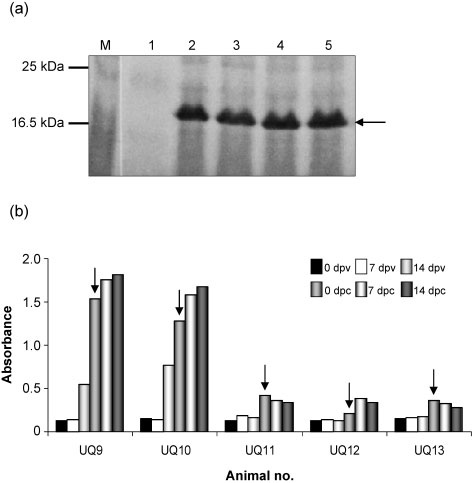 (a)
M 1 2 3 4 5
25 kDa
16.5 kDa
(b)
2.0
1.5
1.0
0.5
0
Absorbance
0 dpv 7 dpv 14 dpv
0 dpc 7 dpc 14 dpc
UQ9 UQ10 UQ11 UQ12 UQ13
Animal no.